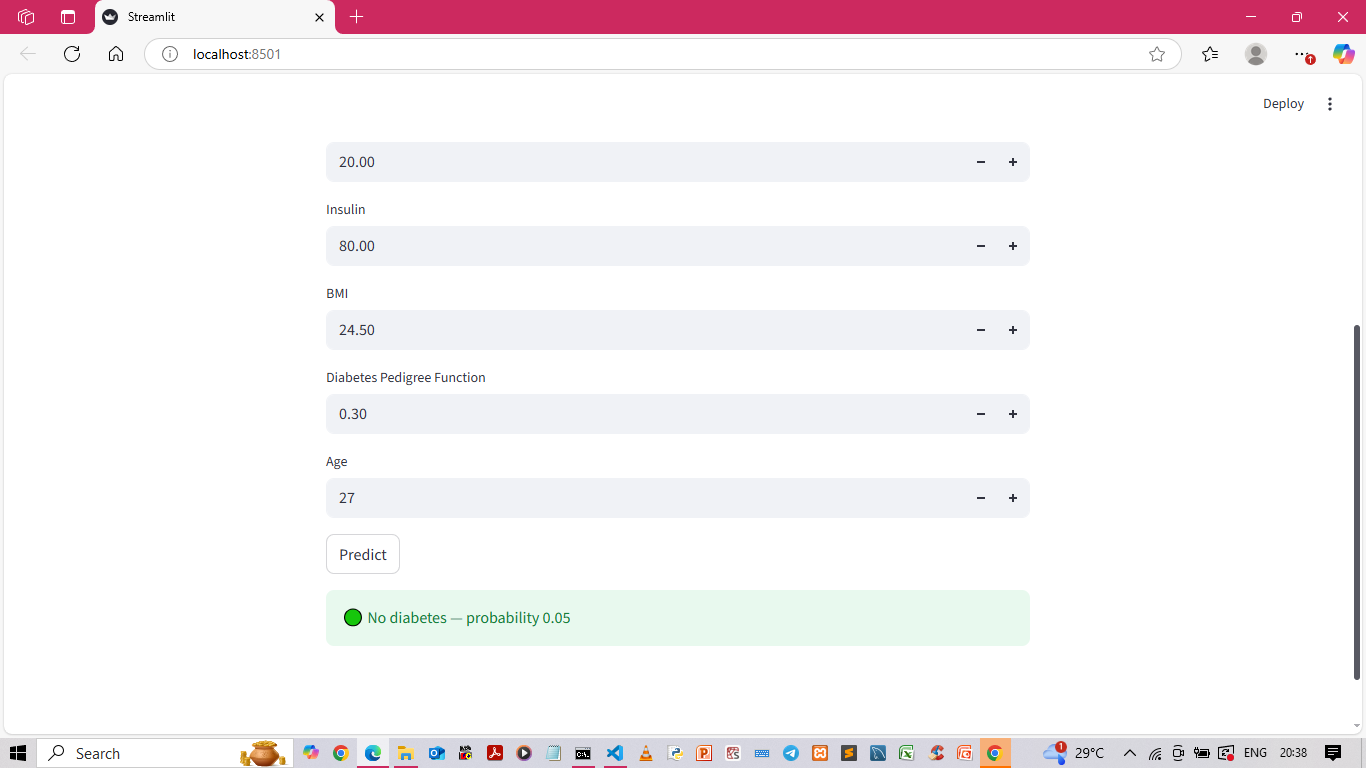 Streamlit
localhost:8501
Deploy
20.00
Insulin
80.00
BMI
24.50
Diabetes Pedigree Function
0.30
Age
27
Predict
No diabetes — probability 0.05
Search
1
29°C
ENG
20:38